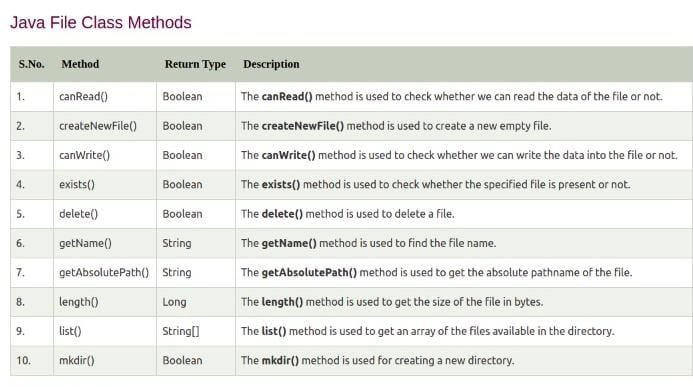 Java File Class Methods
S.No. Method Return Type Description
1. canRead() Boolean The canRead() method is used to check whether we can read the data of the file or not.
2. createNewFile() Boolean The createNewFile() method is used to create a new empty file.
3. canWrite() Boolean The canWrite() method is used to check whether we can write the data into the file or not.
4. exists() Boolean The exists() method is used to check whether the specified file is present or not.
5. delete() Boolean The delete() method is used to delete a file.
6. getName() String The getName() method is used to find the file name.
7. getAbsolutePath() String The getAbsolutePath() method is used to get the absolute pathname of the file.
8. length() Long The length() method is used to get the size of the file in bytes.
9. list() String[] The list() method is used to get an array of the files available in the directory.
10. mkdir() Boolean The mkdir() method is used for creating a new directory.